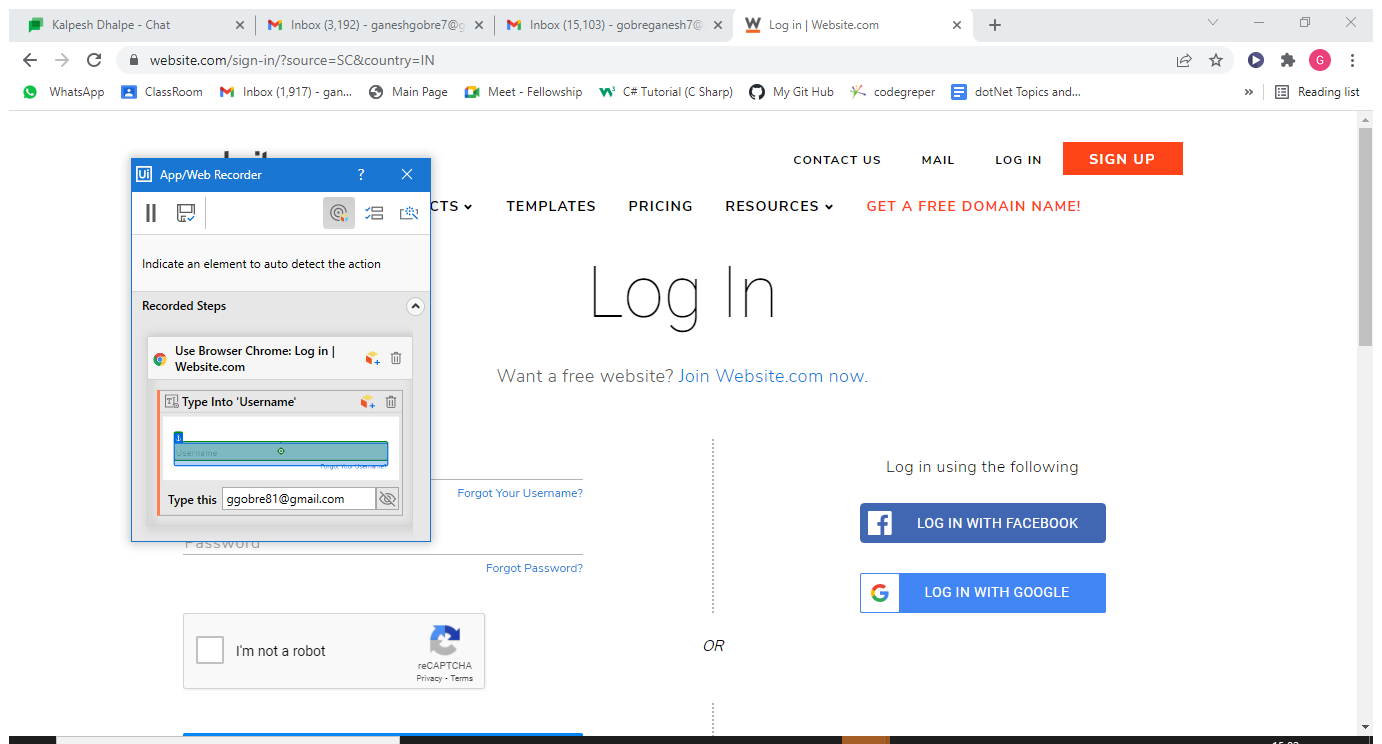 Kalpesh Dhalpe - Chat
Inbox (3,192) - ganeshgobre7@g
Inbox (15,103) - gobreganesh7@
Log in | Website.com
website.com/sign-in/?source=SC&country=IN
G
WhatsApp
ClassRoom
Inbox (1,917) - gan...
Main Page
Meet - Fellowship
C# Tutorial (C Sharp)
My Git Hub
codegreper
dotNet Topics and...
»
Reading list
CONTACT US
MAIL
LOG IN
SIGN UP
CTS
TEMPLATES
PRICING
RESOURCES
GET A FREE DOMAIN NAME!
Ui App/Web Recorder
?
Indicate an element to auto detect the action
Recorded Steps
Use Browser Chrome: Log in |
Website.com
Type Into 'Username'
Username
Forgot Your Username?
Type this
ggobre81@gmail.com
Log In
Want a free website? Join Website.com now.
Forgot Your Username?
Password
Forgot Password?
I'm not a robot
reCAPTCHA
Privacy - Terms
OR
Log in using the following
LOG IN WITH FACEBOOK
LOG IN WITH GOOGLE